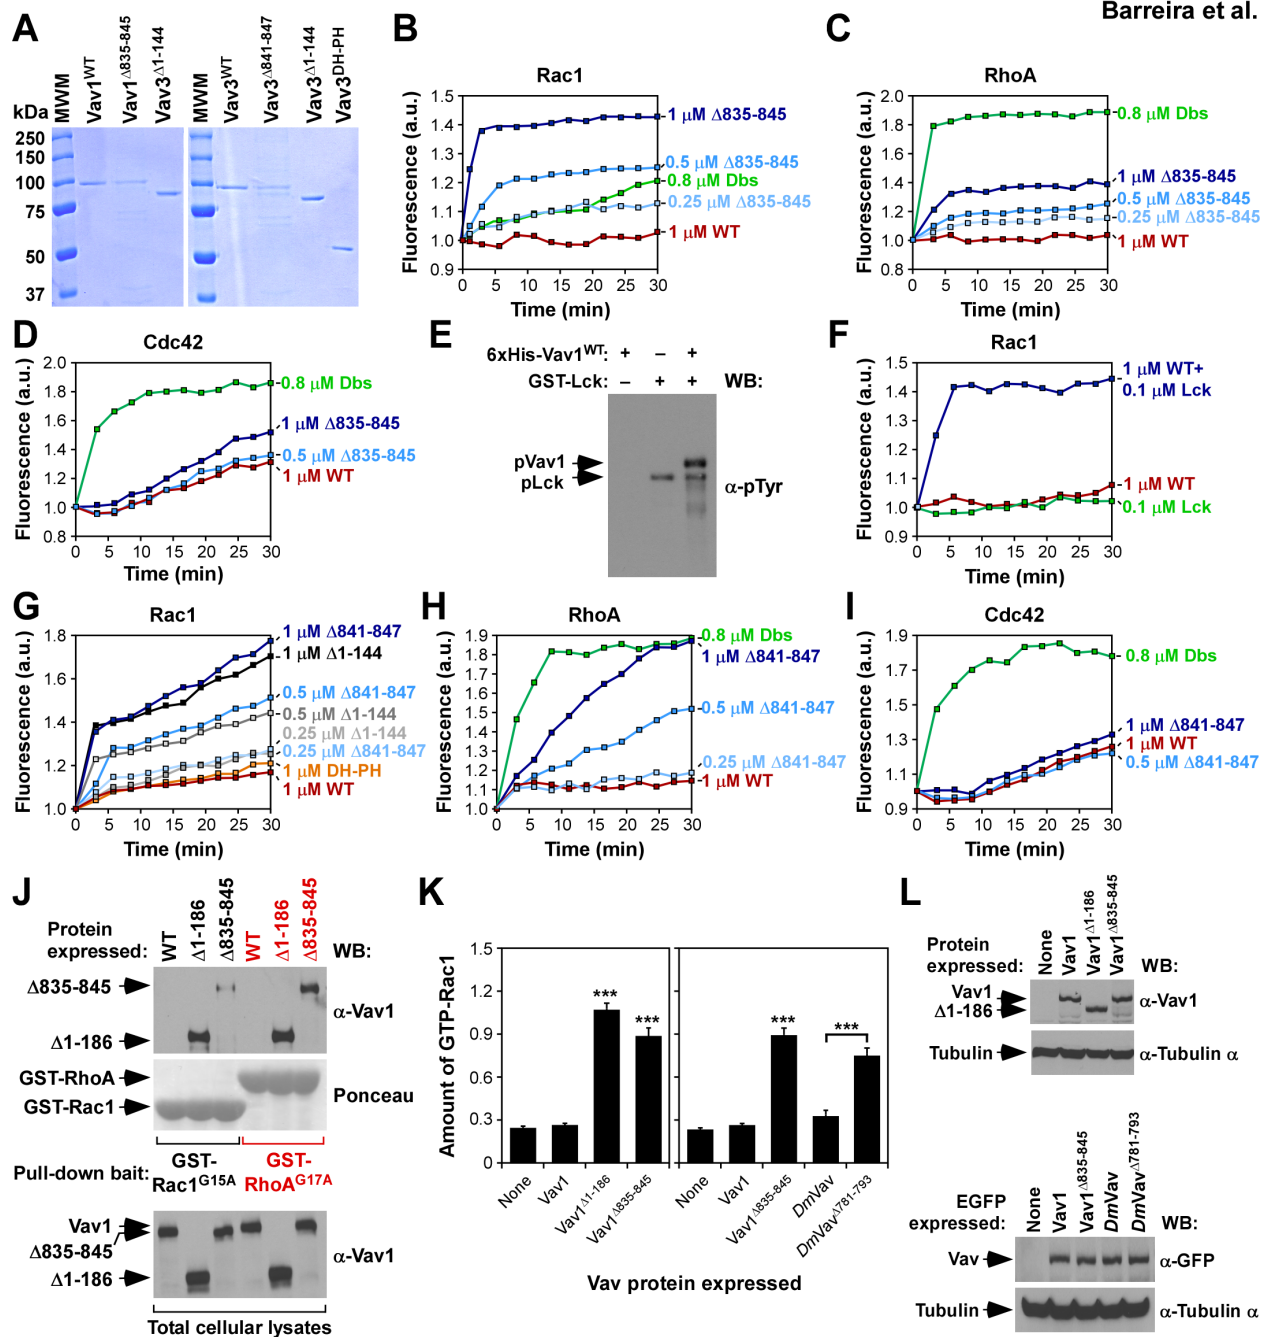 Barreira et al.
A
kDa
MWM
Vav1WT
Vav1Δ835-845
Vav3Δ1-144
MWM
Vav3WT
Vav3Δ841-847
Vav3Δ1-144
Vav3DH-PH
250
150
100
75
50
37
B
Rac1
Fluorescence (a.u.)
1.5
1.4
1.3
1.2
1.1
1.0
0.9
0 5 10 15 20 25 30
Time (min)
1 μM Δ835-845
0.5 μM Δ835-845
0.8 μM Dbs
0.25 μM Δ835-845
1 μM WT
C
RhoA
Fluorescence (a.u.)
2.0
1.8
1.6
1.4
1.2
1.0
0.8
0 5 10 15 20 25 30
Time (min)
0.8 μM Dbs
1 μM Δ835-845
0.5 μM Δ835-845
0.25 μM Δ835-845
1 μM WT
D
Cdc42
Fluorescence (a.u.)
2.0
1.8
1.6
1.4
1.2
1.0
0.8
0 5 10 15 20 25 30
Time (min)
0.8 μM Dbs
1 μM Δ835-845
0.5 μM Δ835-845
1 μM WT
E
6xHis-Vav1WT: + – +
GST-Lck: – + + WB:
pVav1
pLck
α-pTyr
F
Rac1
Fluorescence (a.u.)
1.5
1.4
1.3
1.2
1.1
1.0
0.9
0 5 10 15 20 25 30
Time (min)
1 μM WT+
0.1 μM Lck
1 μM WT
0.1 μM Lck
G
Rac1
Fluorescence (a.u.)
1.8
1.6
1.4
1.2
1.0
0 5 10 15 20 25 30
Time (min)
1 μM Δ841-847
1 μM Δ1-144
0.5 μM Δ841-847
0.5 μM Δ1-144
0.25 μM Δ1-144
0.25 μM Δ841-847
1 μM DH-PH
1 μM WT
H
RhoA
Fluorescence (a.u.)
1.9
1.8
1.7
1.6
1.5
1.4
1.3
1.2
1.1
1.0
0 5 10 15 20 25 30
Time (min)
0.8 μM Dbs
1 μM Δ841-847
0.5 μM Δ841-847
0.25 μM Δ841-847
1 μM WT
I
Cdc42
Fluorescence (a.u.)
1.9
1.7
1.5
1.3
1.1
0.9
0 5 10 15 20 25 30
Time (min)
0.8 μM Dbs
1 μM Δ841-847
1 μM WT
0.5 μM Δ841-847
J
Protein
expressed:
WT
Δ1-186
Δ835-845
WT
Δ1-186
Δ835-845
WB:
Δ835-845
α-Vav1
Δ1-186
GST-RhoA
Ponceau
GST-Rac1
Pull-down bait:
GST-
Rac1G15A
GST-
RhoAG17A
Vav1
Δ835-845
α-Vav1
Δ1-186
Total cellular lysates
K
Amount of GTP-Rac1
1.5
1.2
0.9
0.6
0.3
0
***
***
***
***
None
Vav1
Vav1Δ1-186
Vav1Δ835-845
None
Vav1
Vav1Δ835-845
DmVav
DmVavΔ781-793
Vav protein expressed
L
Protein
expressed:
None
Vav1
Vav1Δ1-186
Vav1Δ835-845
WB:
Vav1
α-Vav1
Δ1-186
Tubulin
α-Tubulin α
EGFP
expressed:
None
Vav1
Vav1Δ835-845
DmVav
DmVavΔ781-793
WB:
Vav
α-GFP
Tubulin
α-Tubulin α